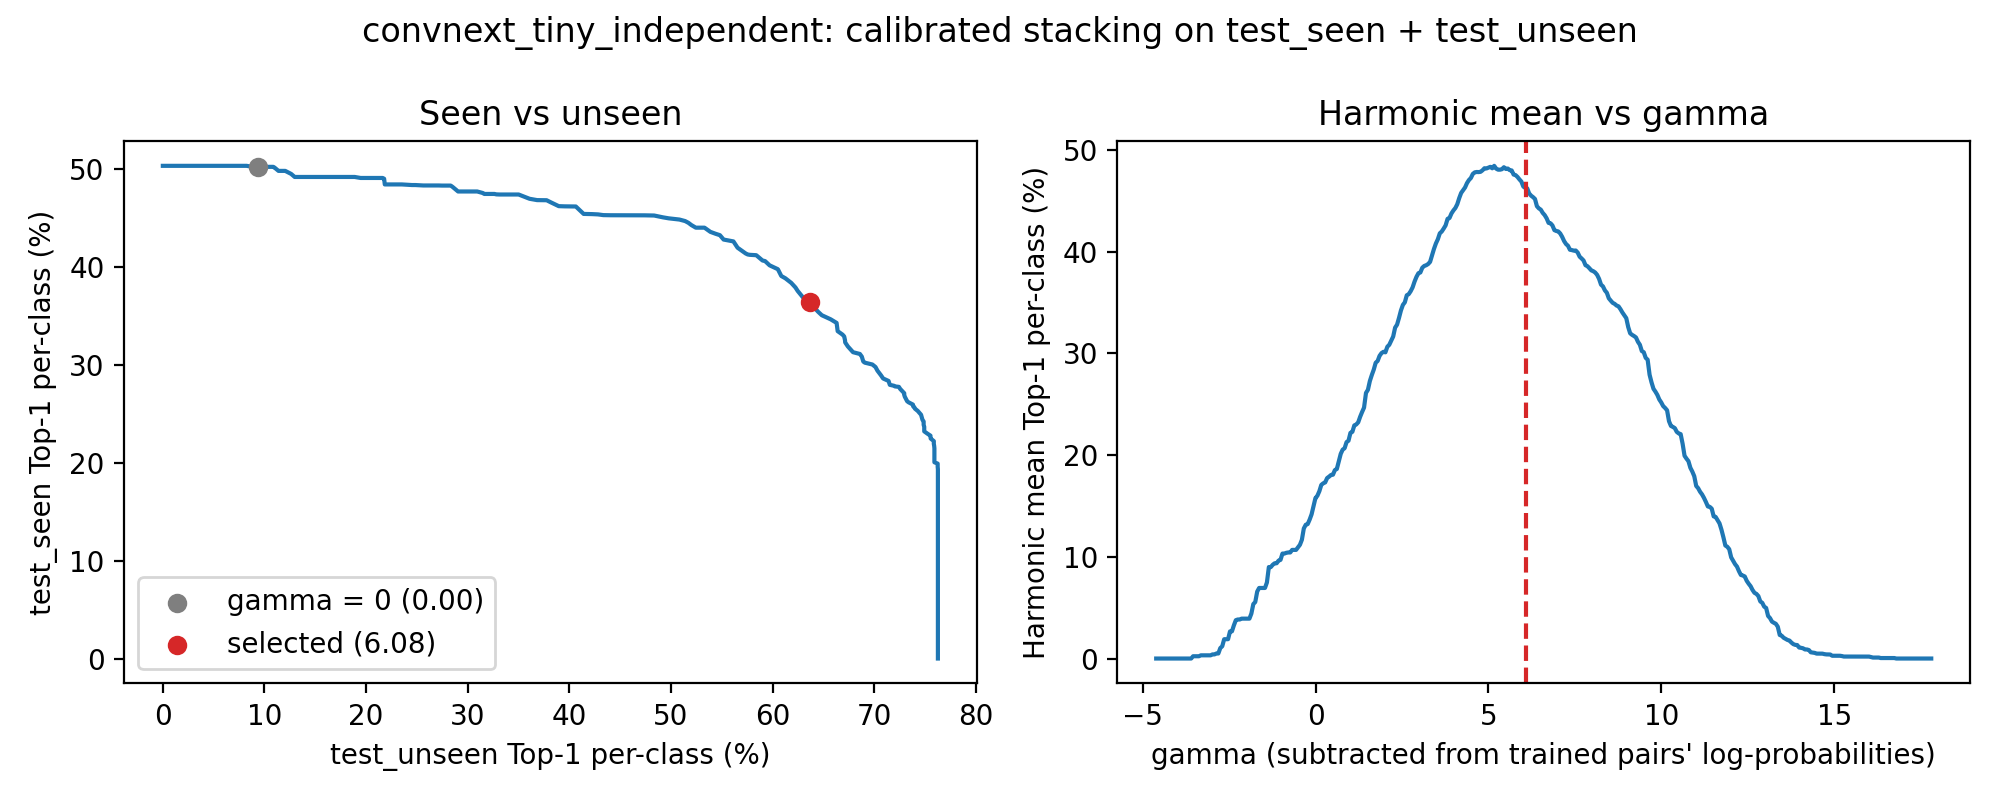 convnext_tiny_independent: calibrated stacking on test_seen + test_unseen
Seen vs unseen
test_seen Top-1 per-class (%)
50
40
30
20
10
0
gamma = 0 (0.00)
selected (6.08)
0 10 20 30 40 50 60 70 80
test_unseen Top-1 per-class (%)
Harmonic mean vs gamma
Harmonic mean Top-1 per-class (%)
50
40
30
20
10
0
−5 0 5 10 15
gamma (subtracted from trained pairs' log-probabilities)